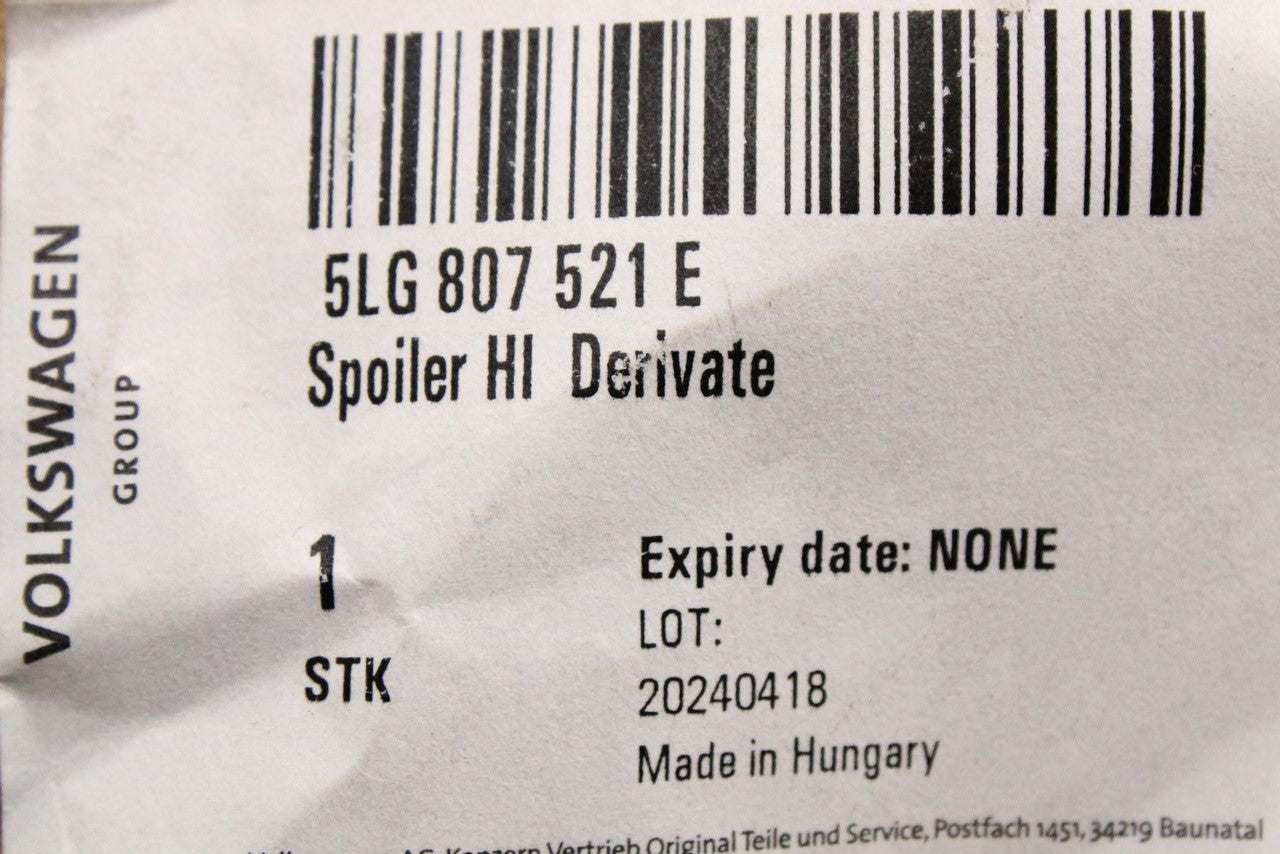 VOLKSWAGEN
GROUP
5LG 807 521 E
Spoiler HI Derivate
1
STK
Expiry date: NONE
LOT:
20240418
Made in Hungary
AG, Konzern Vertrieb Original Teile und Service, Postfach 1451, 34219 Baunatal